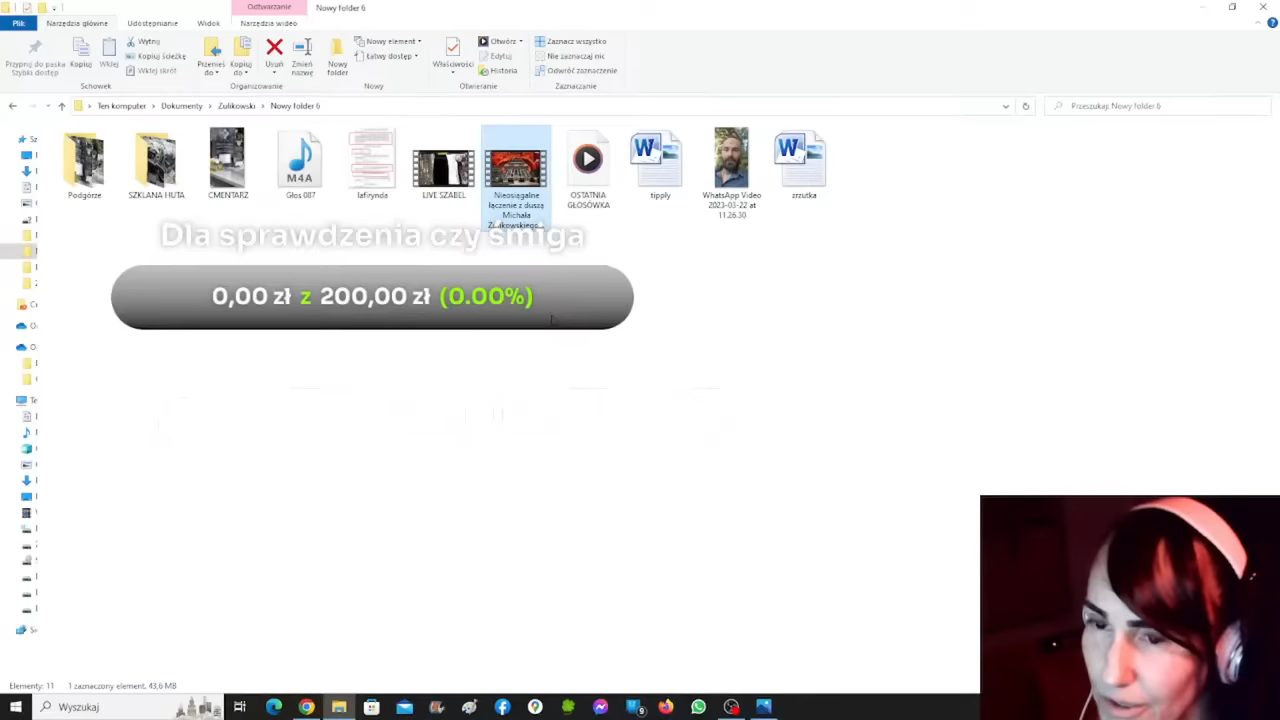 Odtwarzanie
Nowy folder 6
Plik
Narzędzia główne
Udostępnianie
Widok
Narzędzia wideo
Przypnij do paska
Szybki dostęp
Kopiuj
Wklej
Wytnij
Kopiuj ścieżkę
Wklej skrót
Schowek
Przenieś
do
Kopiuj
do
Usuń
Zmień
nazwę
Organizowanie
Nowy
folder
Nowy element
Łatwy dostęp
Nowy
Właściwości
Otwórz
Edytuj
Historia
Otwieranie
Zaznacz wszystko
Nie zaznaczaj nic
Odwróć zaznaczenie
Zaznaczanie
Ten komputer
Dokumenty
Zulikowski
Nowy folder 6
Przeszukaj: Nowy folder 6
M4A
Podgórze
SZKLANA HUTA
CMENTARZ
Głos 087
lafirynda
LIVE SZABEL
Nieosiągalne
łączenie z duszą
Michała
Żulikowskiego...
OSTATNIA
GŁOSÓWKA
tipply
WhatsApp Video
2023-03-22 at
11.26.30
zrzutka
Dla sprawdzenia czy śmiga
0,00 zł z 200,00 zł (0.00%)
Elementy: 11
1 zaznaczony element. 43,6 MB
Wyszukaj